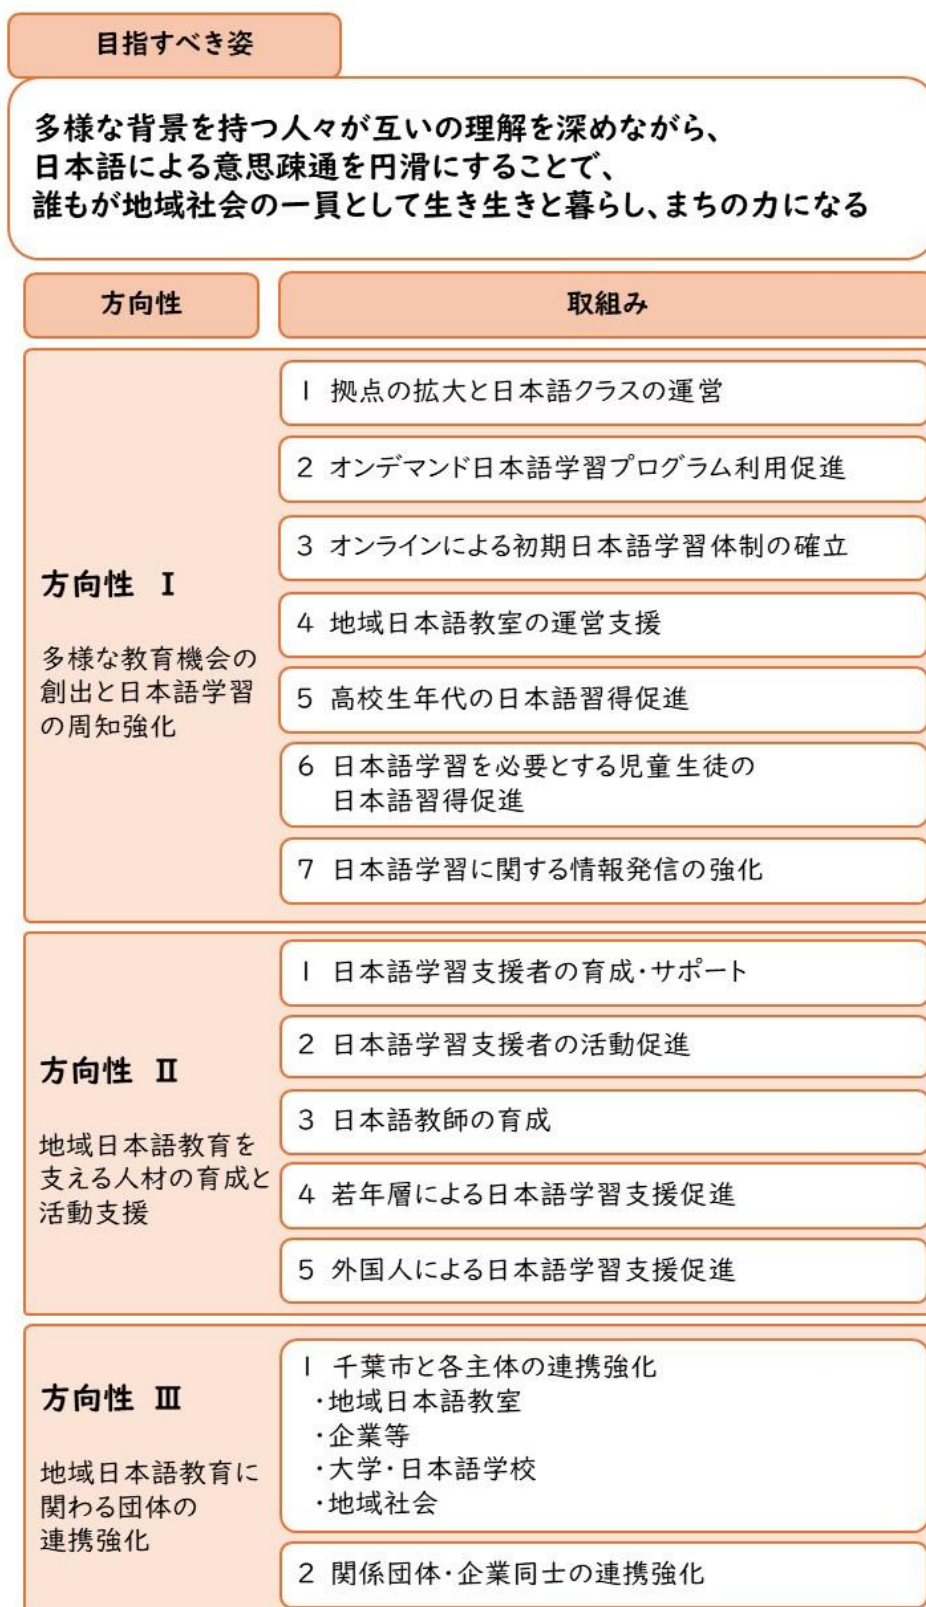 目指すべき姿
多様な背景を持つ人々が互いの理解を深めながら、
日本語による意思疎通を円滑にすることで、
誰もが地域社会の一員として生き生きと暮らし、まちの力になる
方向性
取組み
方向性 Ⅰ
多様な教育機会の
創出と日本語学習
の周知強化
1 拠点の拡大と日本語クラスの運営
2 オンデマンド日本語学習プログラム利用促進
3 オンラインによる初期日本語学習体制の確立
4 地域日本語教室の運営支援
5 高校生年代の日本語習得促進
6 日本語学習を必要とする児童生徒の
日本語習得促進
7 日本語学習に関する情報発信の強化
方向性 Ⅱ
地域日本語教育を
支える人材の育成と
活動支援
1 日本語学習支援者の育成・サポート
2 日本語学習支援者の活動促進
3 日本語教師の育成
4 若年層による日本語学習支援促進
5 外国人による日本語学習支援促進
方向性 Ⅲ
地域日本語教育に
関わる団体の
連携強化
1 千葉市と各主体の連携強化
・地域日本語教室
・企業等
・大学・日本語学校
・地域社会
2 関係団体・企業同士の連携強化